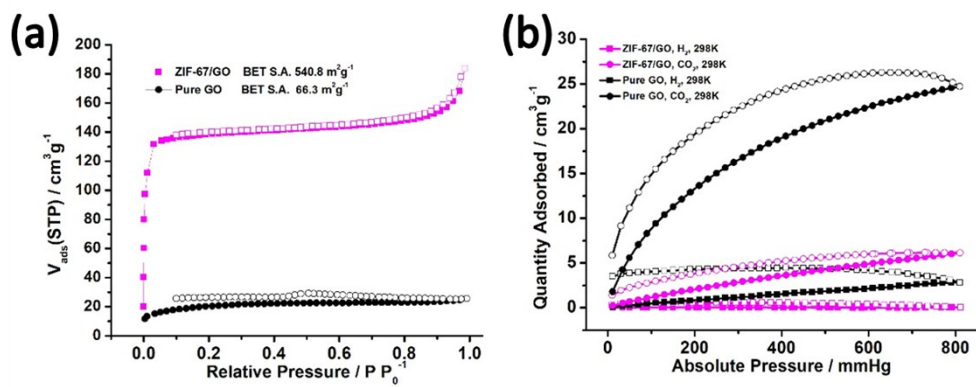 (a)
200
180
160
140
120
100
80
60
40
20
0
V_ads(STP) / cm³g⁻¹
ZIF-67/GO BET S.A. 540.8 m²g⁻¹
Pure GO BET S.A. 66.3 m²g⁻¹
0.0 0.2 0.4 0.6 0.8 1.0
Relative Pressure / P P₀⁻¹
(b)
30
25
20
15
10
5
0
Quantity Adsorbed / cm³ g⁻¹
ZIF-67/GO, H₂, 298K
ZIF-67/GO, CO₂, 298K
Pure GO, H₂, 298K
Pure GO, CO₂, 298K
0 200 400 600 800
Absolute Pressure / mmHg